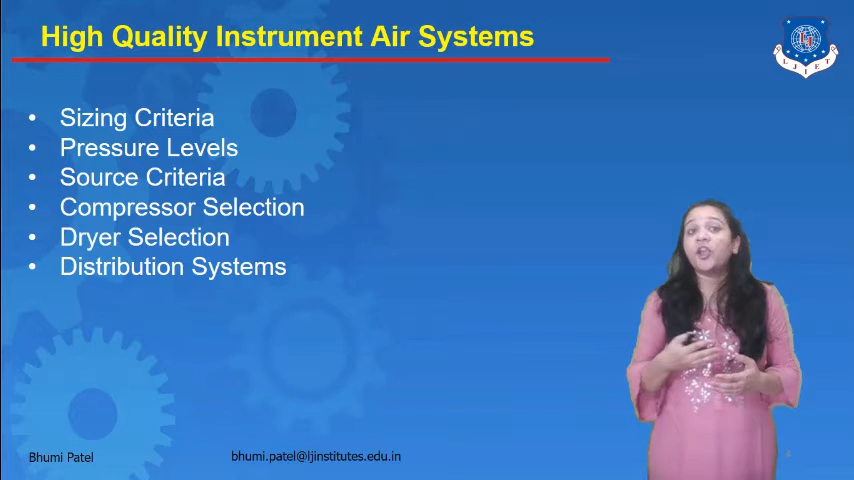 High Quality Instrument Air Systems
L J I E T
• Sizing Criteria
• Pressure Levels
• Source Criteria
• Compressor Selection
• Dryer Selection
• Distribution Systems
Bhumi Patel
bhumi.patel@ljinstitutes.edu.in
4